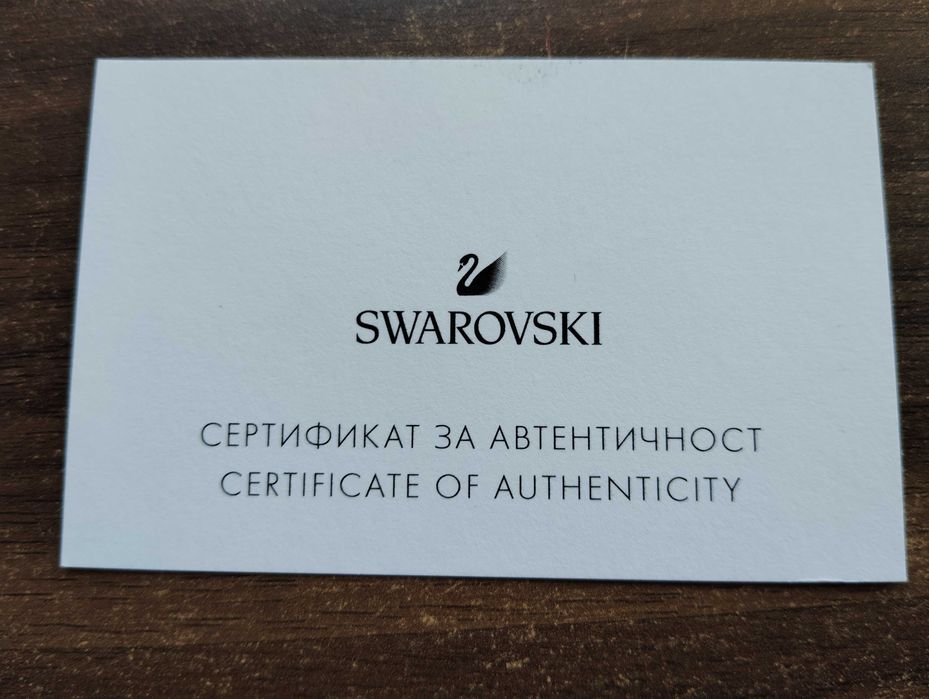 SWAROVSKI
СЕРТИФИКАТ ЗА АВТЕНТИЧНОСТ
CERTIFICATE OF AUTHENTICITY